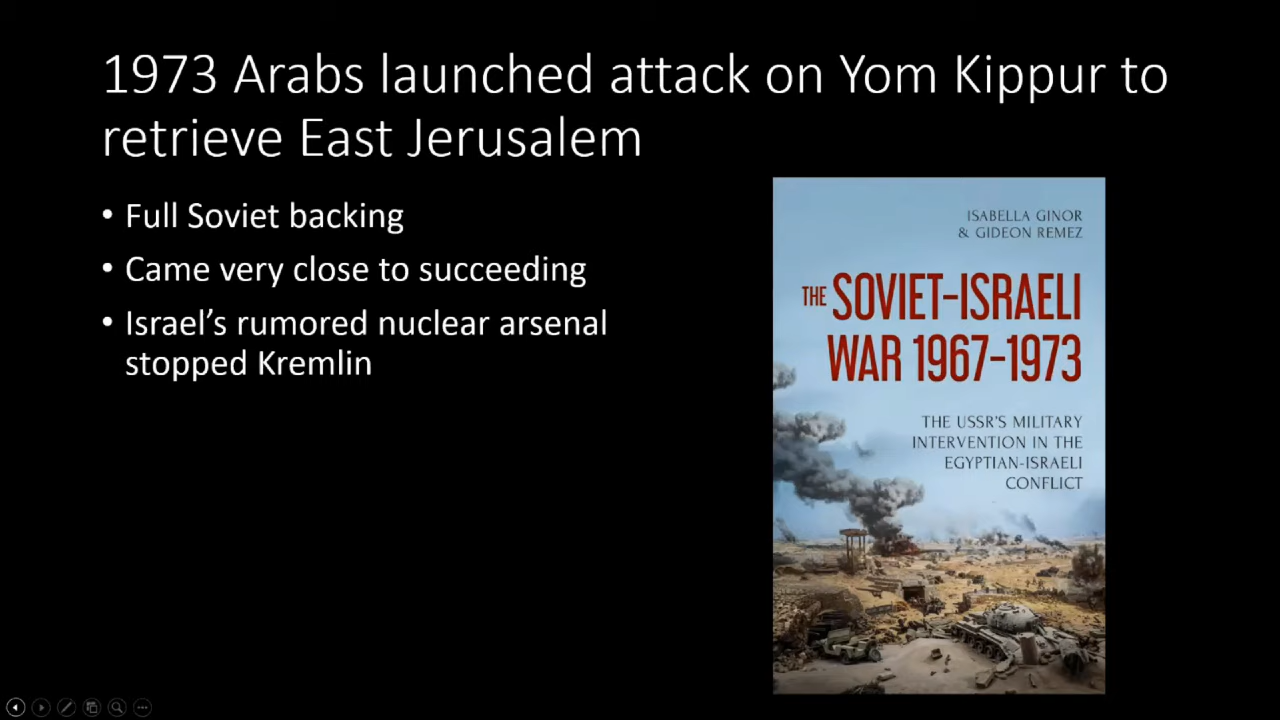 1973 Arabs launched attack on Yom Kippur to
retrieve East Jerusalem
• Full Soviet backing
• Came very close to succeeding
• Israel’s rumored nuclear arsenal
stopped Kremlin
ISABELLA GINOR
& GIDEON REMEZ
THE SOVIET-ISRAELI
WAR 1967-1973
THE USSR'S MILITARY
INTERVENTION IN THE
EGYPTIAN-ISRAELI
CONFLICT